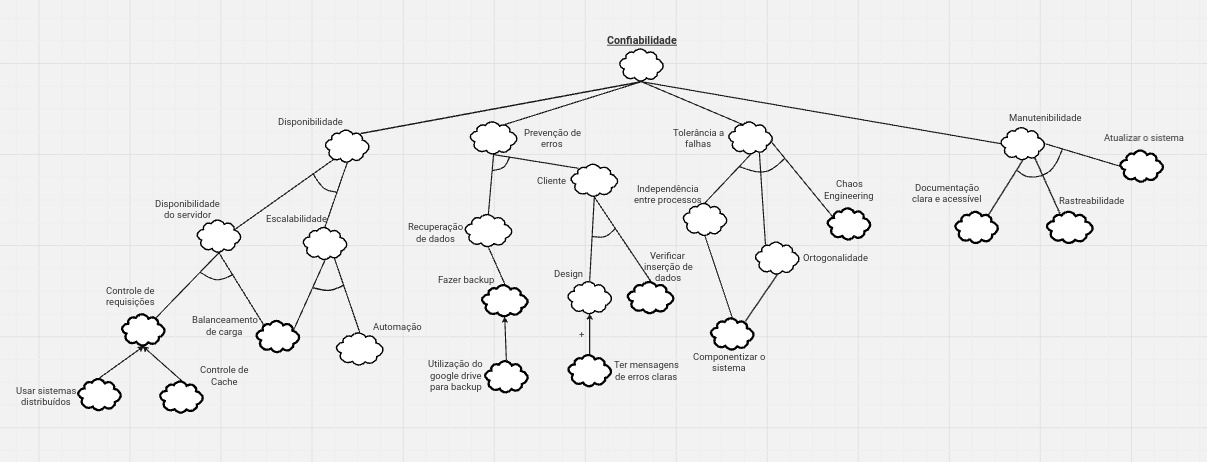 Confiabilidade
Disponibilidade
Prevenção de
erros
Tolerância a
falhas
Manutenibilidade
Atualizar o sistema
Cliente
Disponibilidade
do servidor
Escalabilidade
Recuperação
de dados
Independência
entre processos
Chaos
Engineering
Documentação
clara e acessível
Rastreabilidade
Controle de
requisições
Balanceamento
de carga
Automação
Fazer backup
Design
Verificar
inserção de
dados
Ortogonalidade
Usar sistemas
distribuídos
Controle de
Cache
Utilização do
google drive
para backup
+
Ter mensagens
de erros claras
Componentizar o
sistema